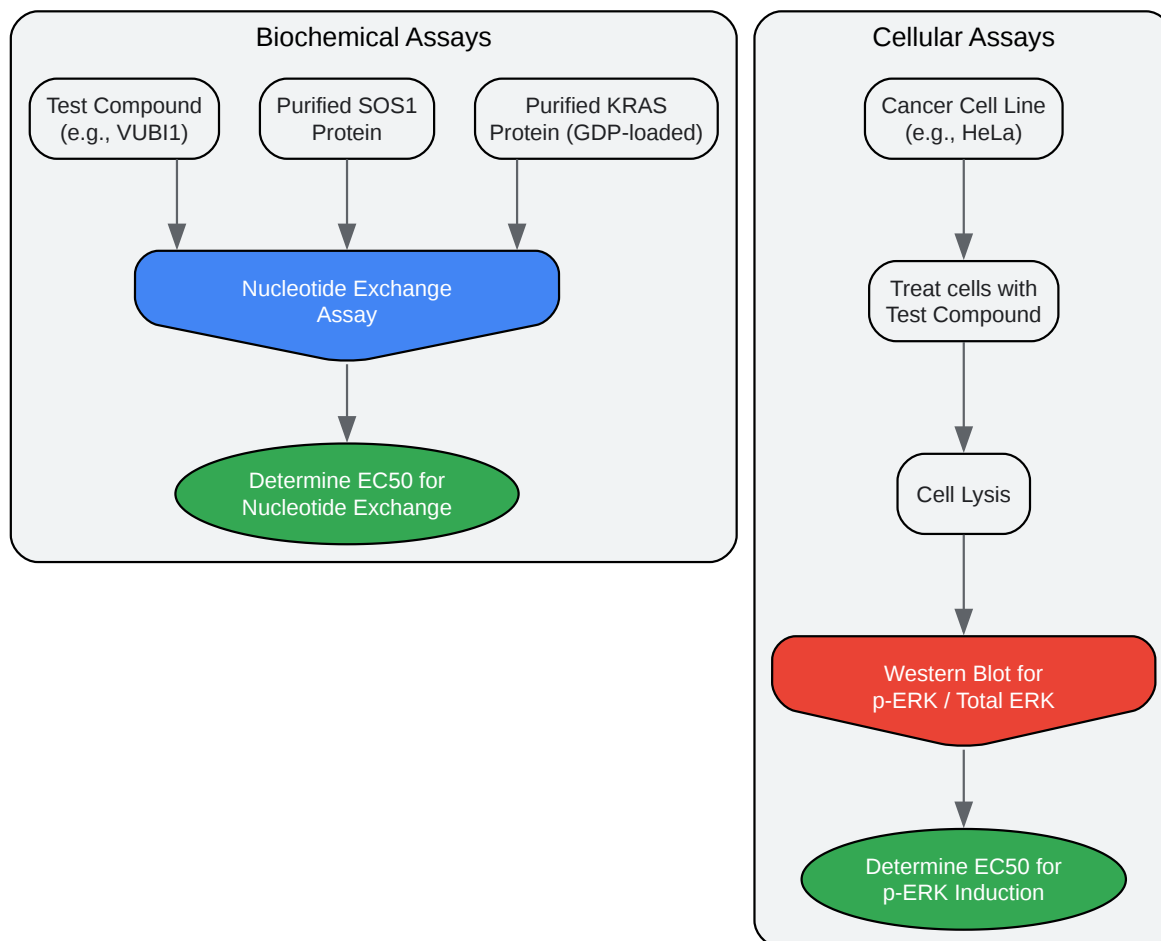 Biochemical Assays
Test Compound
(e.g., VUBI1)
Purified SOS1
Protein
Purified KRAS
Protein (GDP-loaded)
Nucleotide Exchange
Assay
Determine EC50 for
Nucleotide Exchange
Cellular Assays
Cancer Cell Line
(e.g., HeLa)
Treat cells with
Test Compound
Cell Lysis
Western Blot for
p-ERK / Total ERK
Determine EC50 for
p-ERK Induction